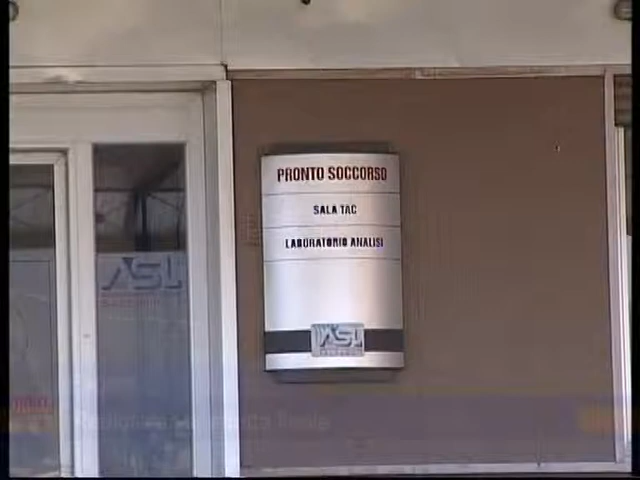 PRONTO SOCCORSO
SALA TAC
LABORATORIO ANALISI
ASL
ASL